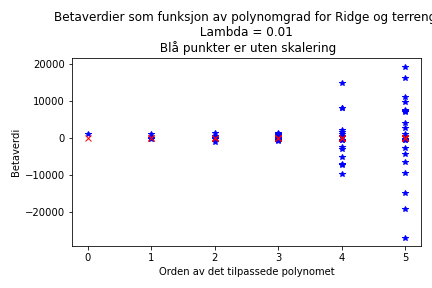 Betaverdier som funksjon av polynomgrad for Ridge og terreng
Lambda = 0.01
Blå punkter er uten skalering
20000
10000
0
−10000
−20000
Betaverdi
0 1 2 3 4 5
Orden av det tilpassede polynomet